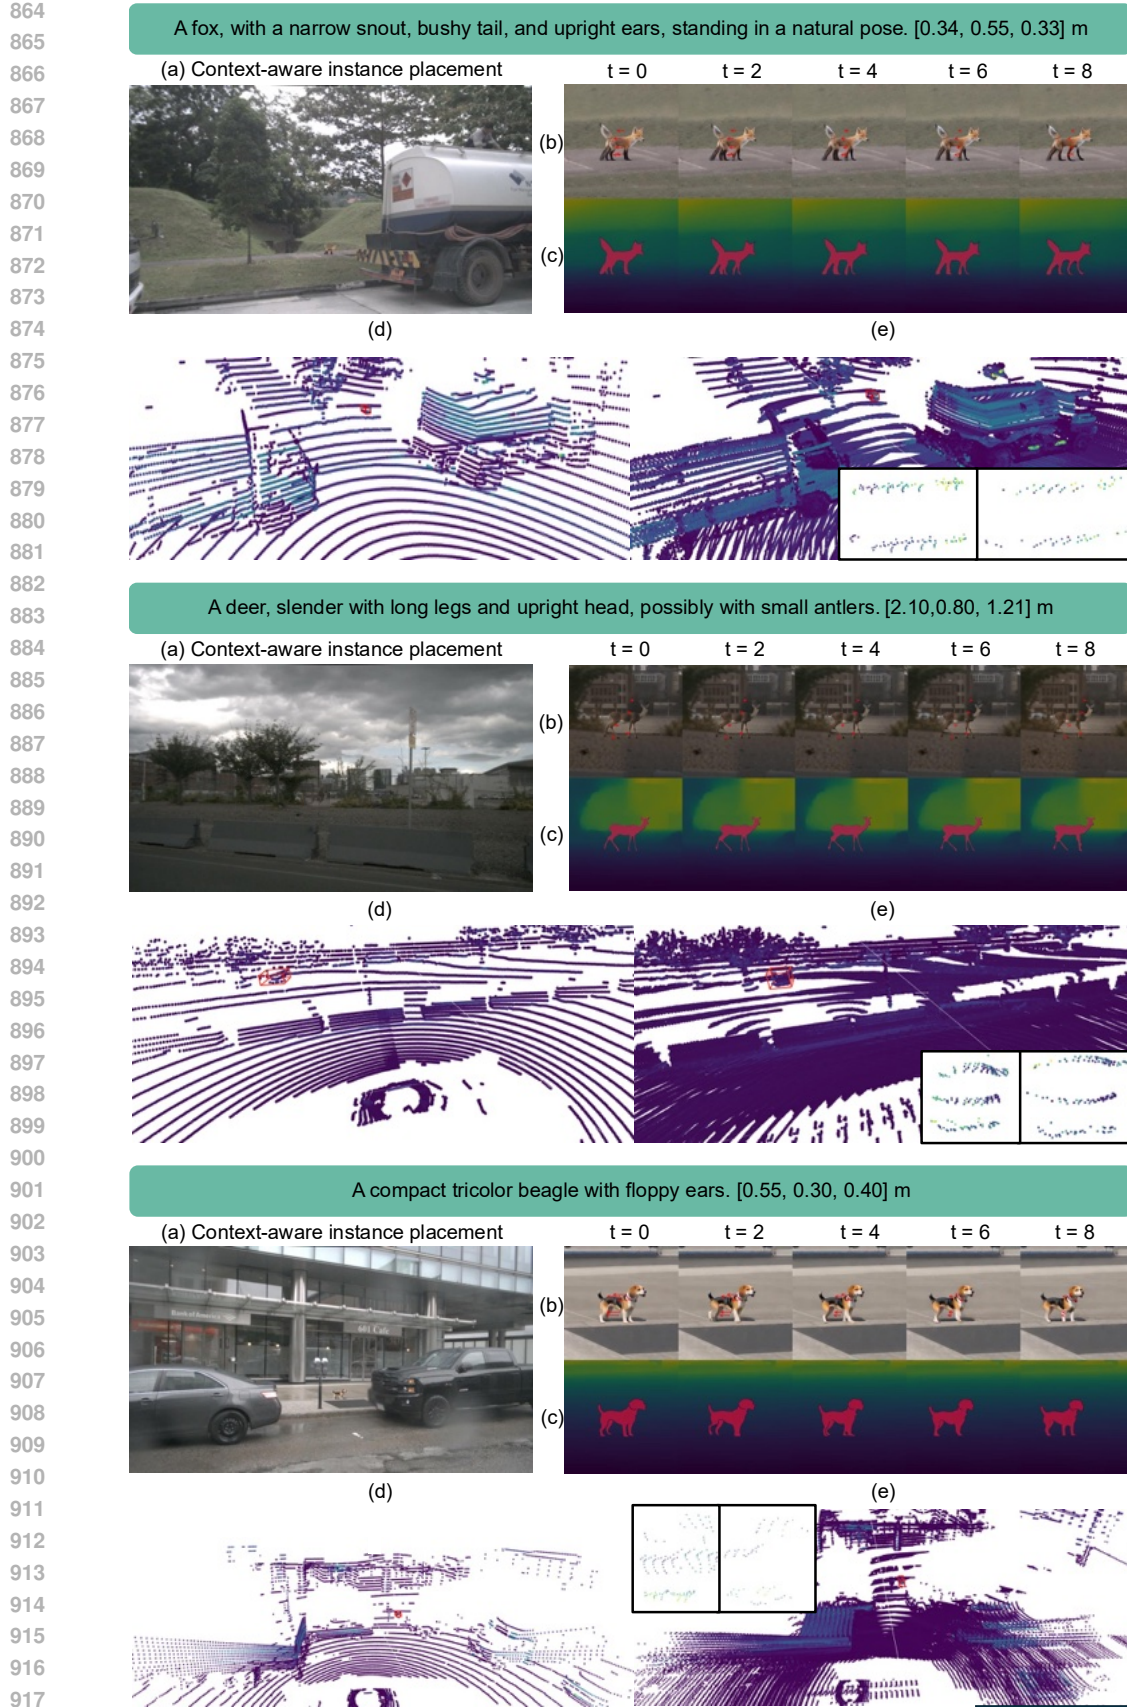 864
865
866
867
868
869
870
871
872
873
874
875
876
877
878
879
880
881
882
883
884
885
886
887
888
889
890
891
892
893
894
895
896
897
898
899
900
901
902
903
904
905
906
907
908
909
910
911
912
913
914
915
916
917
A fox, with a narrow snout, bushy tail, and upright ears, standing in a natural pose. [0.34, 0.55, 0.33] m
(a) Context-aware instance placement
t = 0 t = 2 t = 4 t = 6 t = 8
(b)
(c)
(d) (e)
A deer, slender with long legs and upright head, possibly with small antlers. [2.10,0.80, 1.21] m
(a) Context-aware instance placement
t = 0 t = 2 t = 4 t = 6 t = 8
(b)
(c)
(d) (e)
A compact tricolor beagle with floppy ears. [0.55, 0.30, 0.40] m
(a) Context-aware instance placement
t = 0 t = 2 t = 4 t = 6 t = 8
(b)
Bank of America
601 Cafe
(c)
(d) (e)